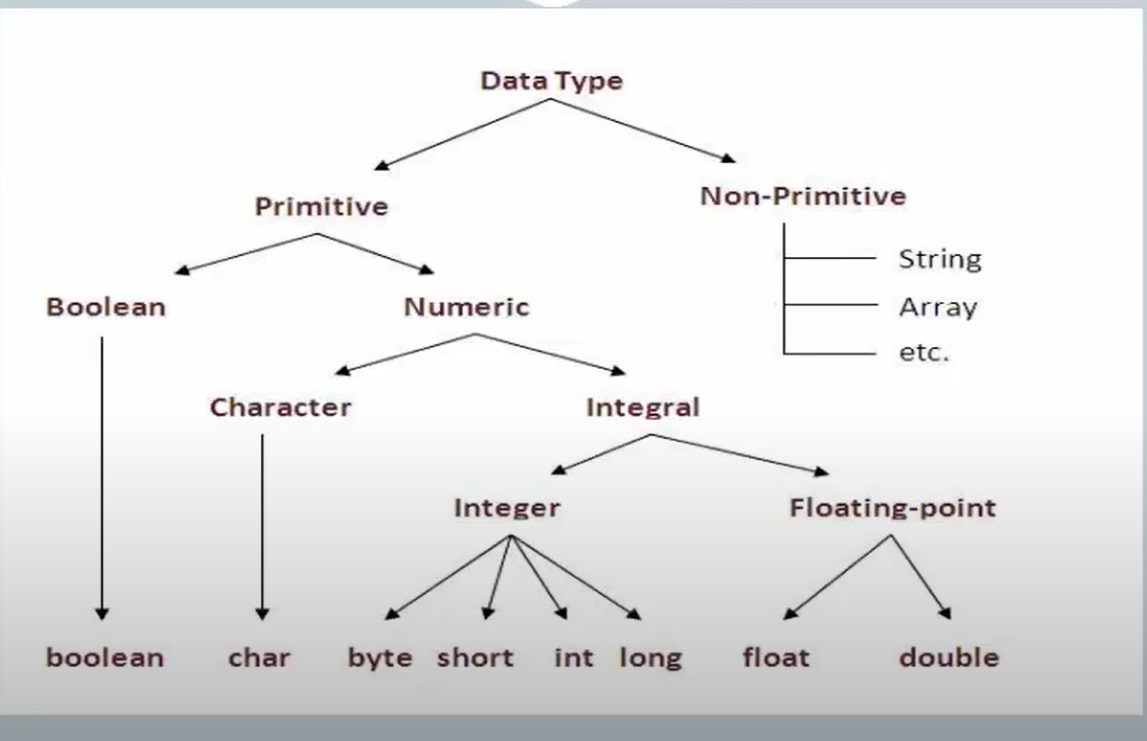 Data Type
Primitive
Non-Primitive
String
Array
etc.
Boolean
Numeric
Character
Integral
Integer
Floating-point
boolean
char
byte
short
int
long
float
double